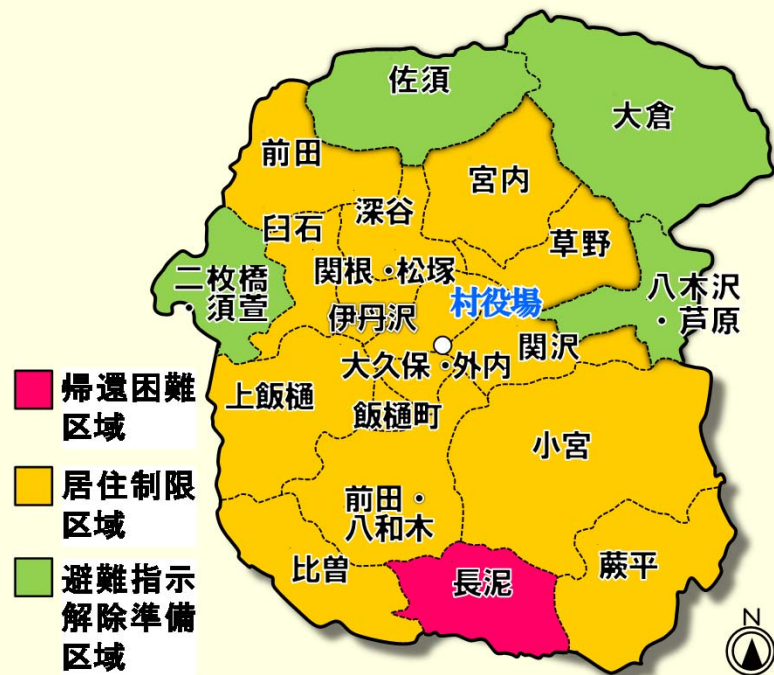 佐須
大倉
前田
宮内
深谷
臼石
草野
二枚橋
・須萱
関根・松塚
村役場
八木沢
・芦原
伊丹沢
関沢
大久保・外内
上飯樋
飯樋町
小宮
前田・
八和木
比曽
長泥
蕨平
帰還困難
区域
居住制限
区域
避難指示
解除準備
区域
N